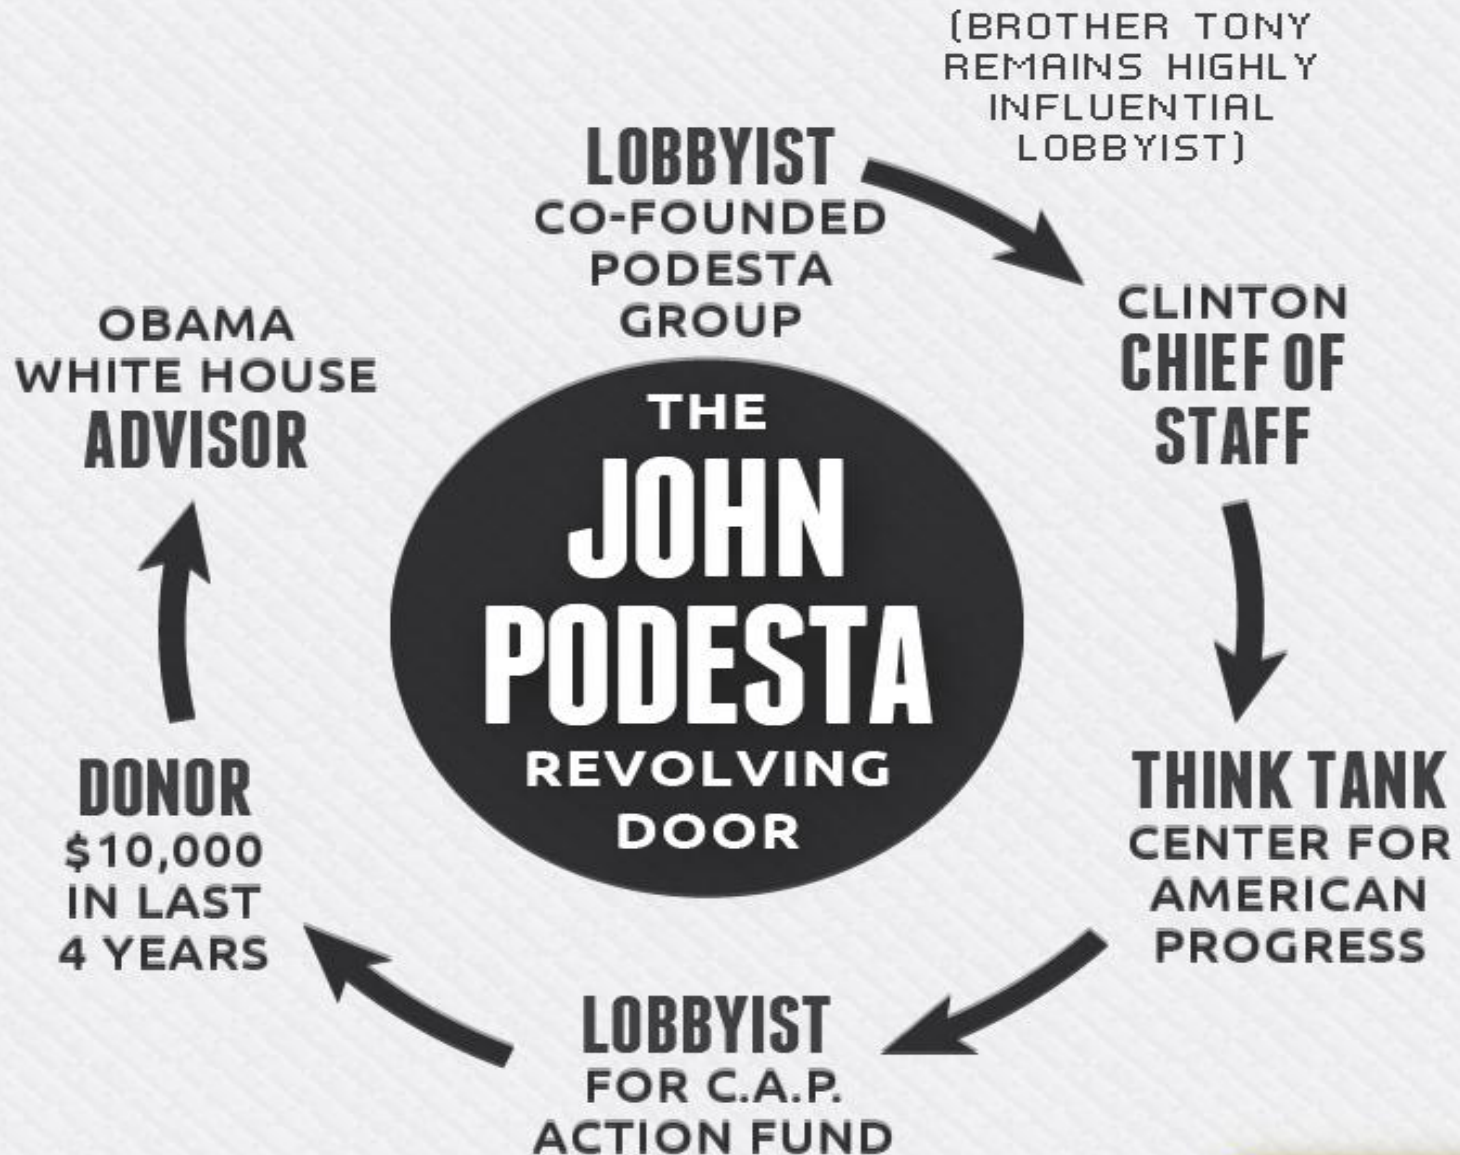 (BROTHER TONY
REMAINS HIGHLY
INFLUENTIAL
LOBBYIST)
LOBBYIST
CO-FOUNDED
PODESTA
GROUP
CLINTON
CHIEF OF
STAFF
THINK TANK
CENTER FOR
AMERICAN
PROGRESS
LOBBYIST
FOR C.A.P.
ACTION FUND
DONOR
$10,000
IN LAST
4 YEARS
OBAMA
WHITE HOUSE
ADVISOR
THE
JOHN
PODESTA
REVOLVING
DOOR